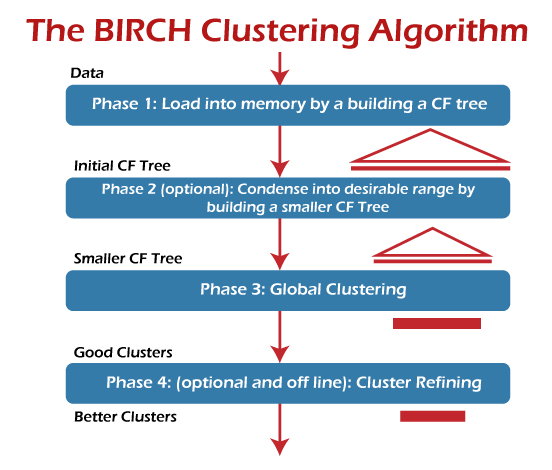 The BIRCH Clustering Algorithm
Data
Phase 1: Load into memory by a building a CF tree
Initial CF Tree
Phase 2 (optional): Condense into desirable range by
building a smaller CF Tree
Smaller CF Tree
Phase 3: Global Clustering
Good Clusters
Phase 4: (optional and off line): Cluster Refining
Better Clusters